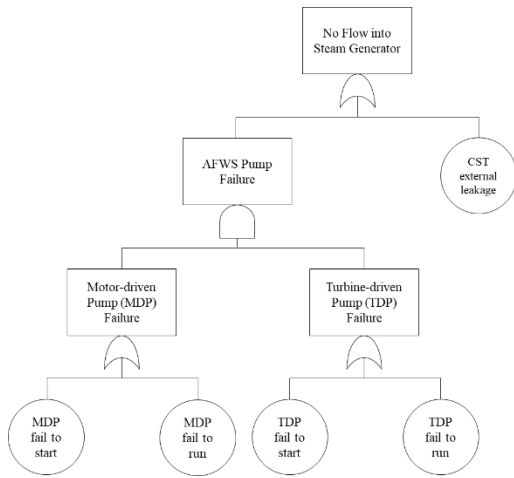 No Flow into
Steam Generator
AFWS Pump
Failure
CST
external
leakage
Motor-driven
Pump (MDP)
Failure
Turbine-driven
Pump (TDP)
Failure
MDP
fail to
start
MDP
fail to
run
TDP
fail to
start
TDP
fail to
run